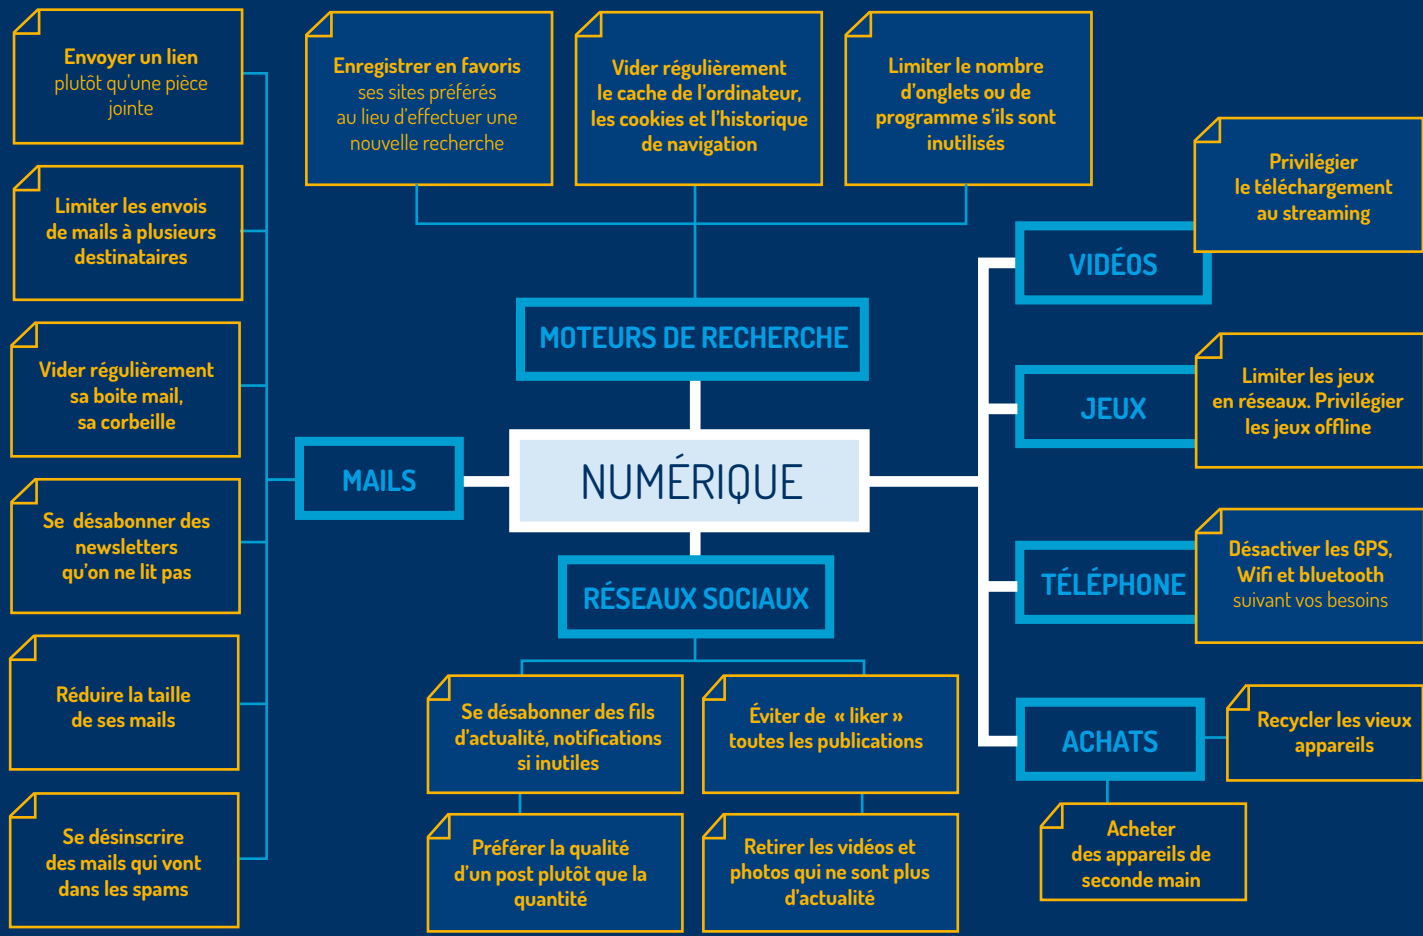 Envoyer un lien
plutôt qu'une pièce
jointe
Limiter les envois
de mails à plusieurs
destinataires
Vider régulièrement
sa boite mail,
sa corbeille
Se désabonner des
newsletters
qu'on ne lit pas
Réduire la taille
de ses mails
Se désinscrire
des mails qui vont
dans les spams
MAILS
Enregistrer en favoris
ses sites préférés
au lieu d'effectuer une
nouvelle recherche
Vider régulièrement
le cache de l'ordinateur,
les cookies et l'historique
de navigation
Limiter le nombre
d'onglets ou de
programme s'ils sont
inutilisés
MOTEURS DE RECHERCHE
NUMÉRIQUE
RÉSEAUX SOCIAUX
Se désabonner des fils
d'actualité, notifications
si inutiles
Éviter de « liker »
toutes les publications
Préférer la qualité
d'un post plutôt que la
quantité
Retirer les vidéos et
photos qui ne sont plus
d'actualité
VIDÉOS
Privilégier
le téléchargement
au streaming
JEUX
Limiter les jeux
en réseaux. Privilégier
les jeux offline
TÉLÉPHONE
Désactiver les GPS,
Wifi et bluetooth
suivant vos besoins
ACHATS
Recycler les vieux
appareils
Acheter
des appareils de
seconde main